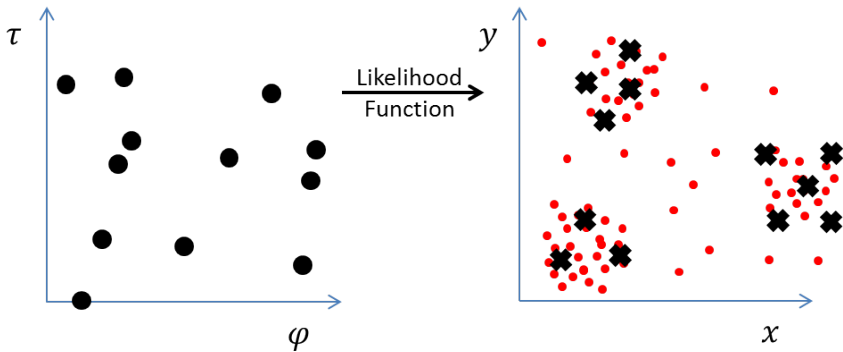 τ
Likelihood
Function
φ
y
x